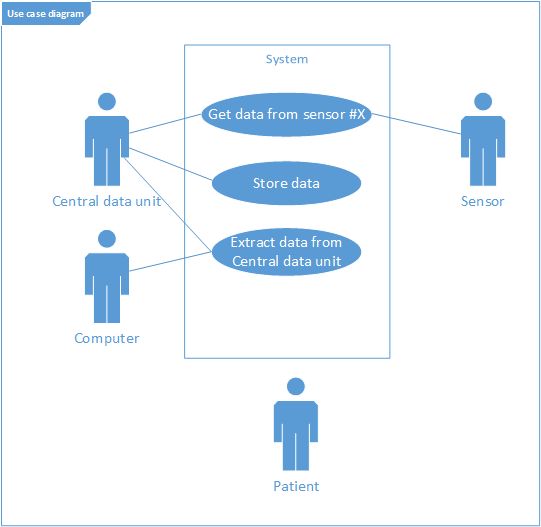 Use case diagram
System
Get data from sensor #X
Central data unit
Sensor
Store data
Extract data from
Central data unit
Computer
Patient